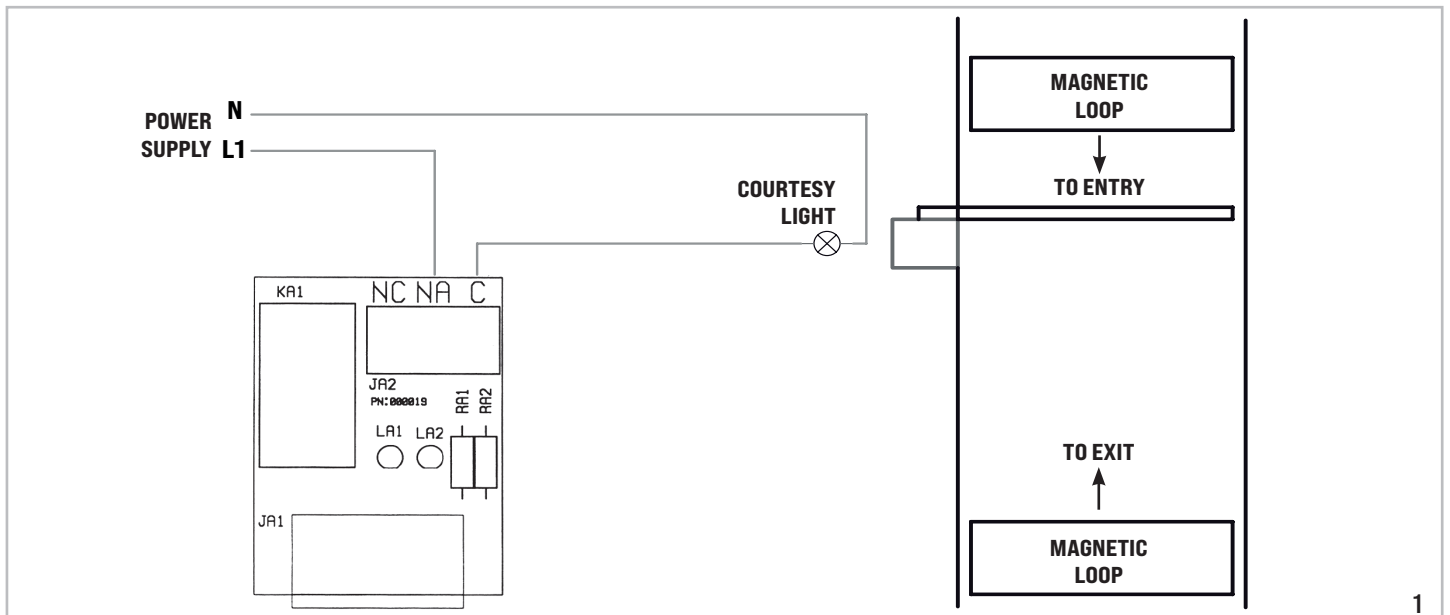 POWER
SUPPLY
N
L1
COURTESY
LIGHT
KA1
NC NA C
JA2
PN:000019
RA1
RA2
LA1
LA2
JA1
MAGNETIC
LOOP
TO ENTRY
TO EXIT
MAGNETIC
LOOP
1